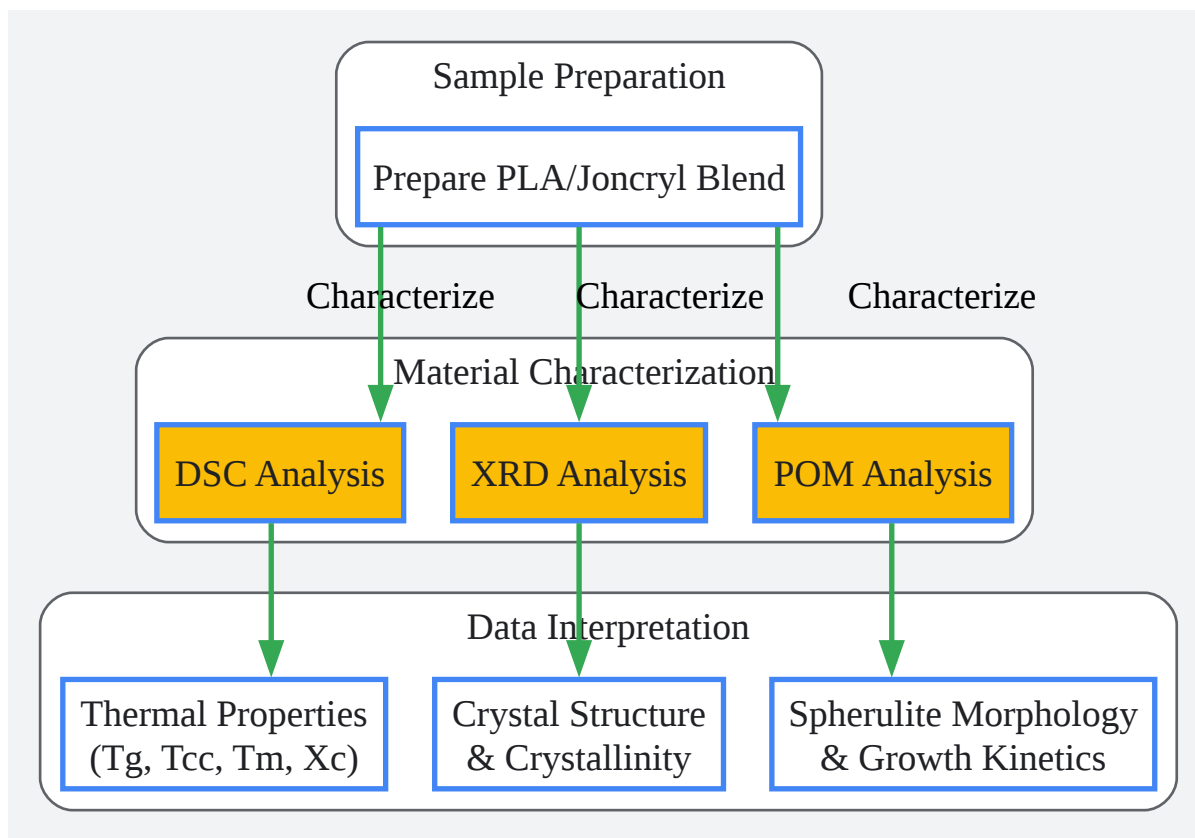 Sample Preparation
Prepare PLA/Joncryl Blend
Characterize
Characterize
Characterize
Material Characterization
DSC Analysis
XRD Analysis
POM Analysis
Data Interpretation
Thermal Properties
(Tg, Tcc, Tm, Xc)
Crystal Structure
& Crystallinity
Spherulite Morphology
& Growth Kinetics